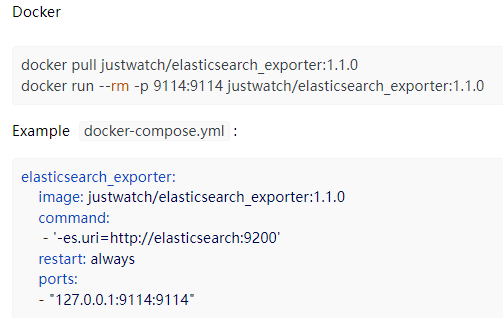 Docker
docker pull justwatch/elasticsearch_exporter:1.1.0
docker run --rm -p 9114:9114 justwatch/elasticsearch_exporter:1.1.0
Example docker-compose.yml :
elasticsearch_exporter:
    image: justwatch/elasticsearch_exporter:1.1.0
    command:
     - '-es.uri=http://elasticsearch:9200'
    restart: always
    ports:
    - "127.0.0.1:9114:9114"